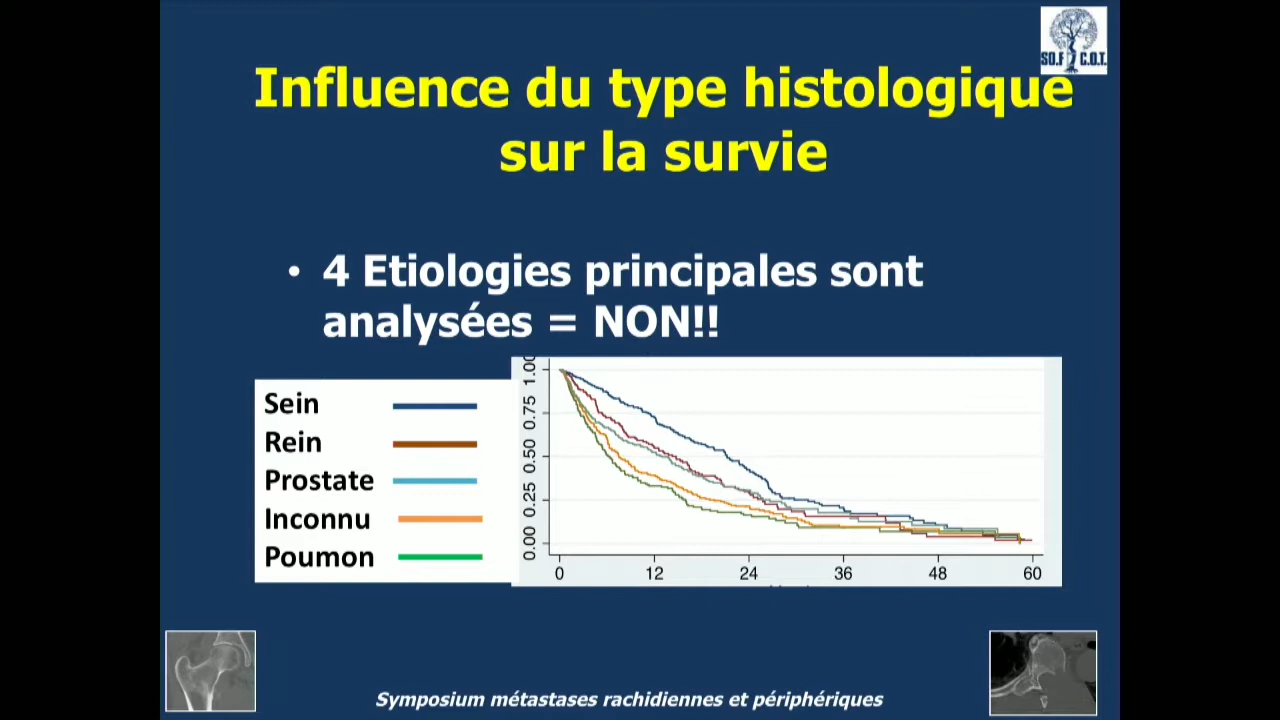 SO.F C.O.T.
Influence du type histologique
sur la survie
• 4 Etiologies principales sont
analysées = NON!!
Sein
Rein
Prostate
Inconnu
Poumon
1.00
0.75
0.50
0.25
0.00
0 12 24 36 48 60
Symposium métastases rachidiennes et périphériques